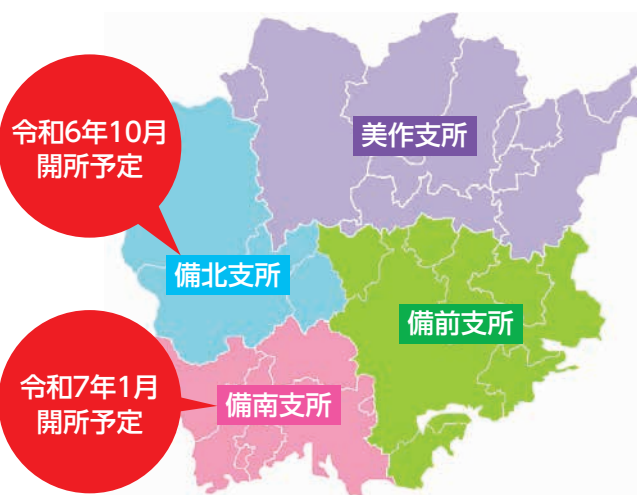 令和6年10月
開所予定
美作支所
備北支所
備前支所
令和7年1月
開所予定
備南支所